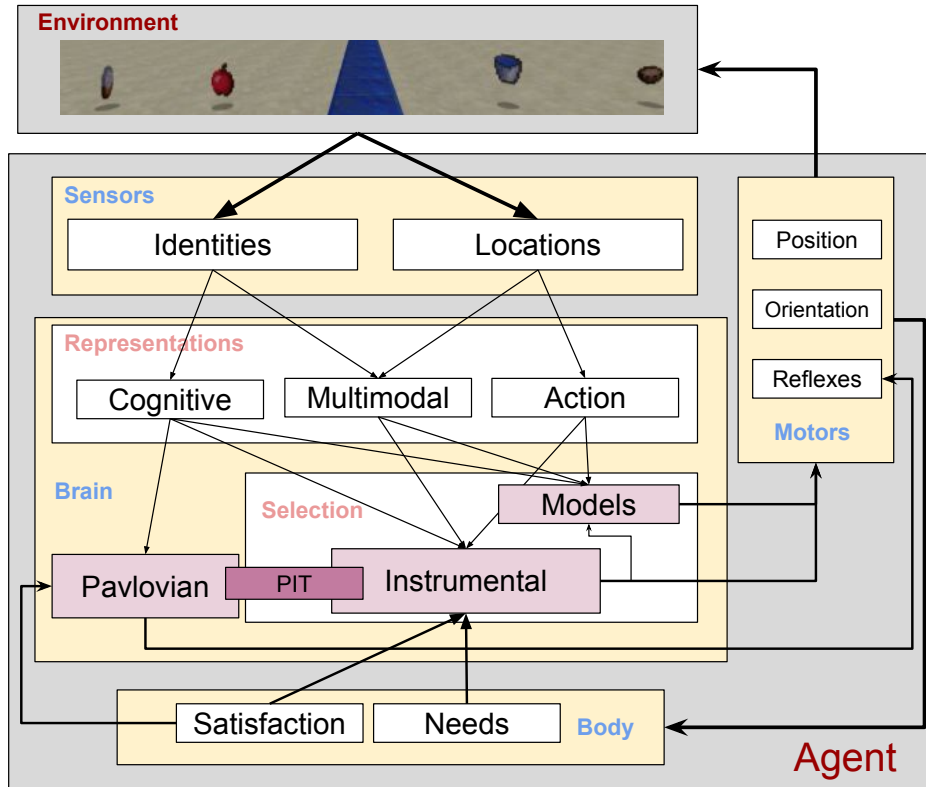 Environment
Sensors
Identities
Locations
Position
Orientation
Reflexes
Motors
Representations
Cognitive
Multimodal
Action
Brain
Selection
Models
Pavlovian
PIT
Instrumental
Satisfaction
Needs
Body
Agent